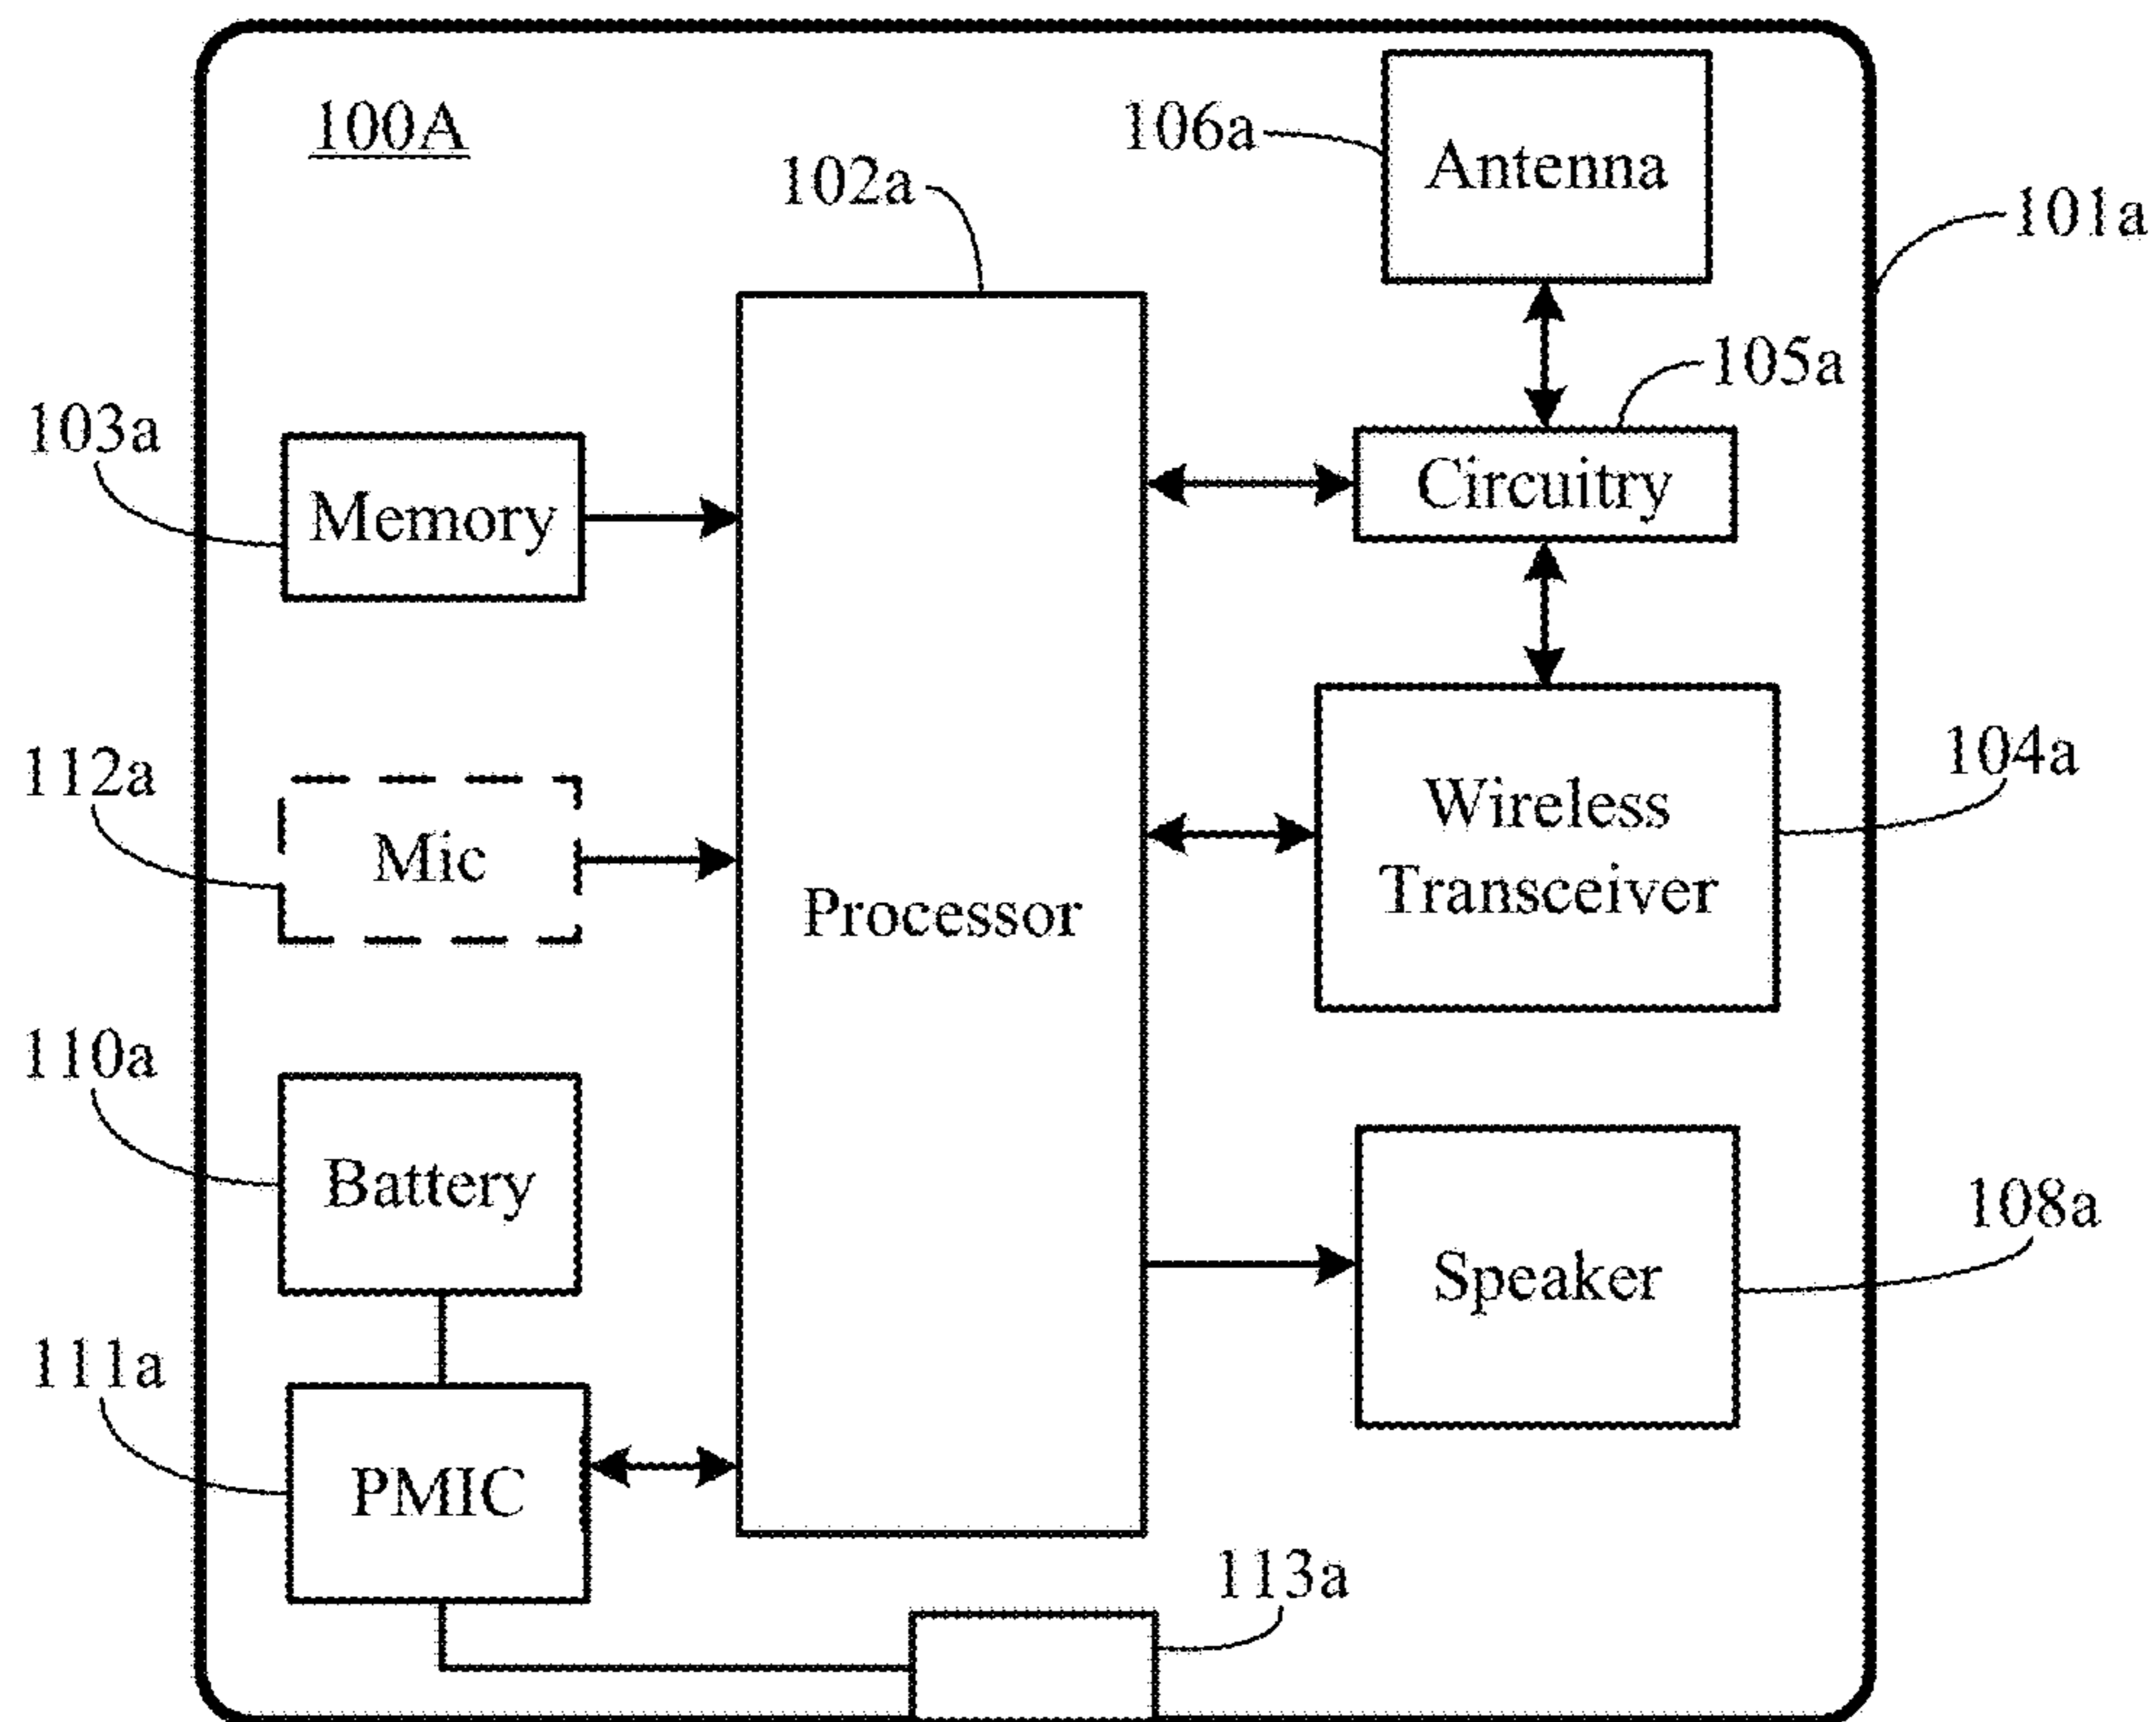 100A
106a
Antenna
102a
101a
105a
103a
Circuitry
Memory
112a
104a
Wireless
Transceiver
Mic
Processor
110a
Battery
108a
Speaker
111a
PMIC
113a